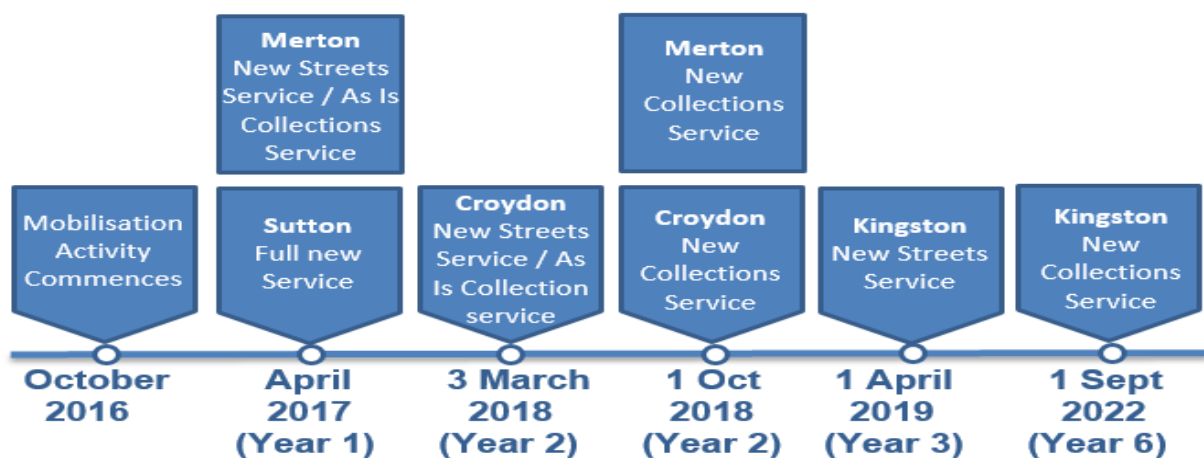 Merton
New Streets
Service / As Is
Collections
Service
Merton
New
Collections
Service
Mobilisation
Activity
Commences
Sutton
Full new
Service
Croydon
New Streets
Service / As
Is Collection
service
Croydon
New
Collections
Service
Kingston
New Streets
Service
Kingston
New
Collections
Service
October
2016
April
2017
(Year 1)
3 March
2018
(Year 2)
1 Oct
2018
(Year 2)
1 April
2019
(Year 3)
1 Sept
2022
(Year 6)